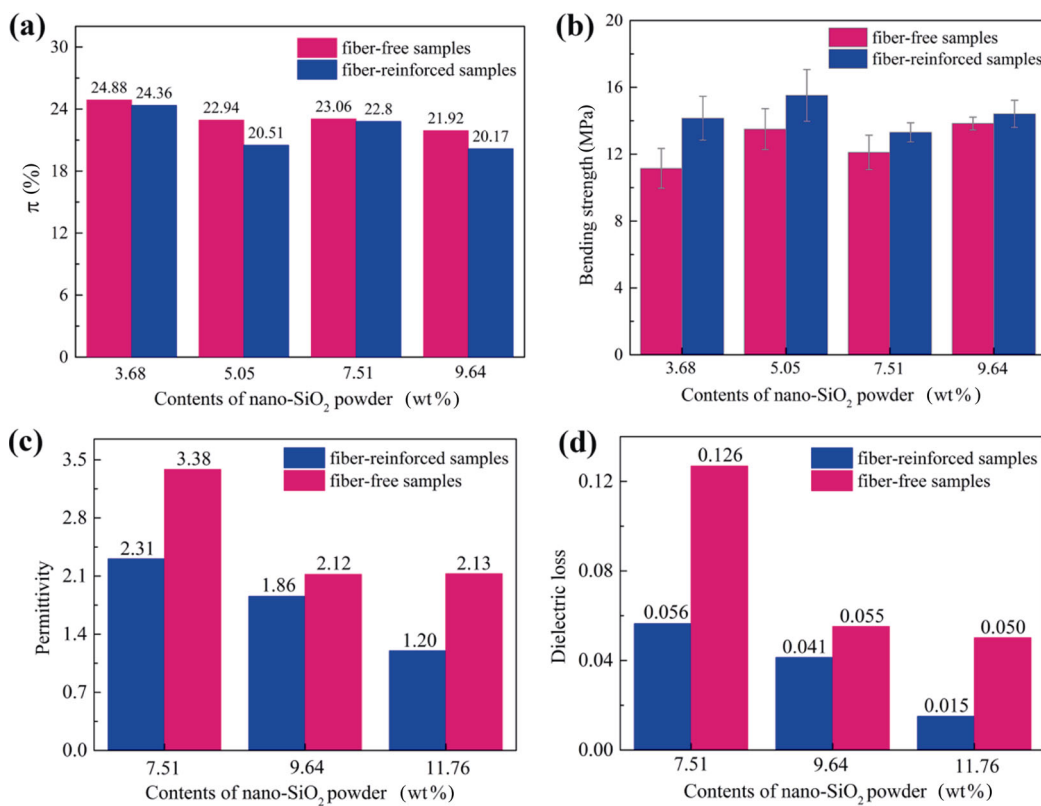 (a)
30
24
18
12
6
0
π (%)
fiber-free samples
fiber-reinforced samples
24.88
24.36
22.94
20.51
23.06
22.8
21.92
20.17
3.68
5.05
7.51
9.64
Contents of nano-SiO2 powder (wt%)
(b)
20
16
12
8
4
0
Bending strength (MPa)
fiber-free samples
fiber-reinforced samples
3.68
5.05
7.51
9.64
Contents of nano-SiO2 powder (wt%)
(c)
3.5
2.8
2.1
1.4
0.7
0.0
Permittivity
fiber-reinforced samples
fiber-free samples
2.31
3.38
1.86
2.12
1.20
2.13
7.51
9.64
11.76
Contents of nano-SiO2 powder (wt%)
(d)
0.12
0.08
0.04
0.00
Dielectric loss
fiber-reinforced samples
fiber-free samples
0.056
0.126
0.041
0.055
0.015
0.050
7.51
9.64
11.76
Contents of nano-SiO2 powder (wt%)